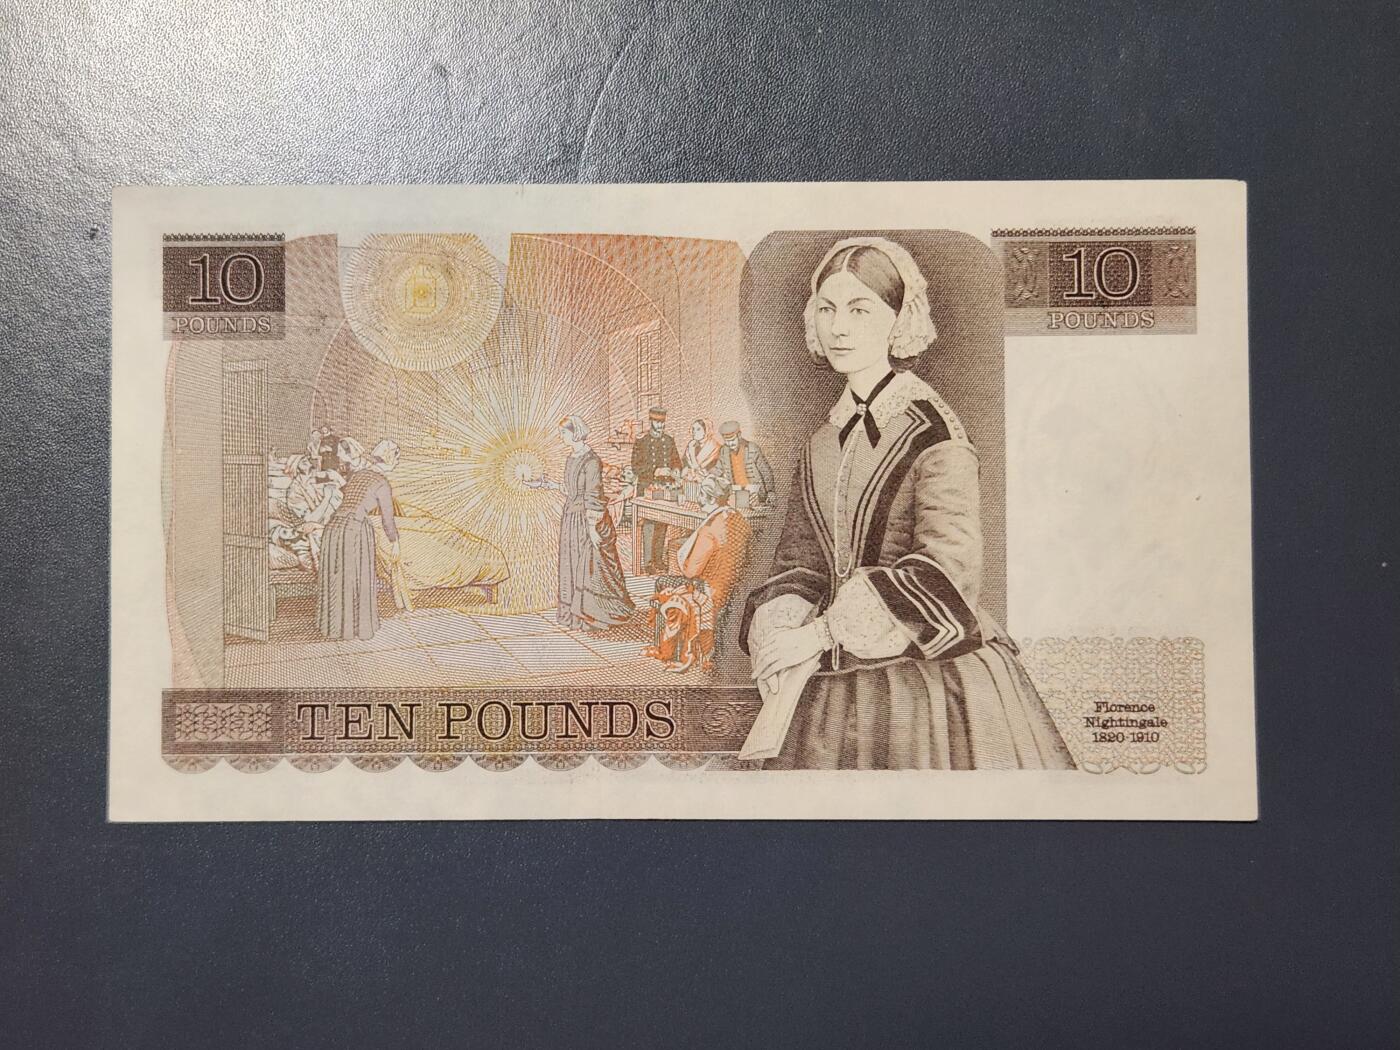 10
POUNDS
10
POUNDS
TEN POUNDS
Florence
Nightingale
1820-1910